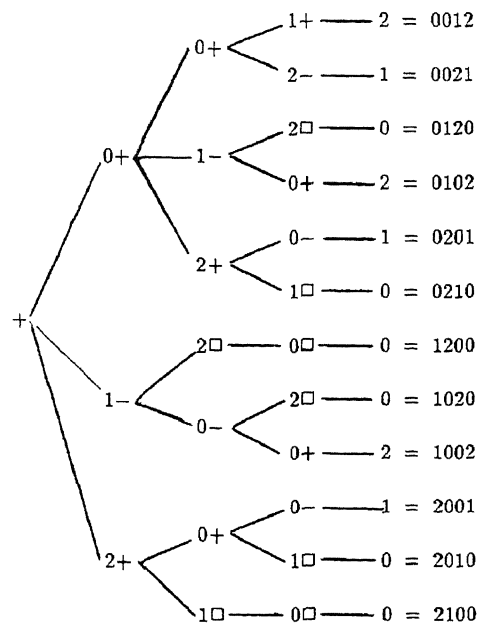 1+ 2 = 0012
0+
2− 1 = 0021
2□ 0 = 0120
0+ 1−
0+ 2 = 0102
0− 1 = 0201
2+
1□ 0 = 0210
+
2□ 0□ 0 = 1200
1− 2□ 0 = 1020
0−
0+ 2 = 1002
0− 1 = 2001
0+
2+ 1□ 0 = 2010
1□ 0□ 0 = 2100